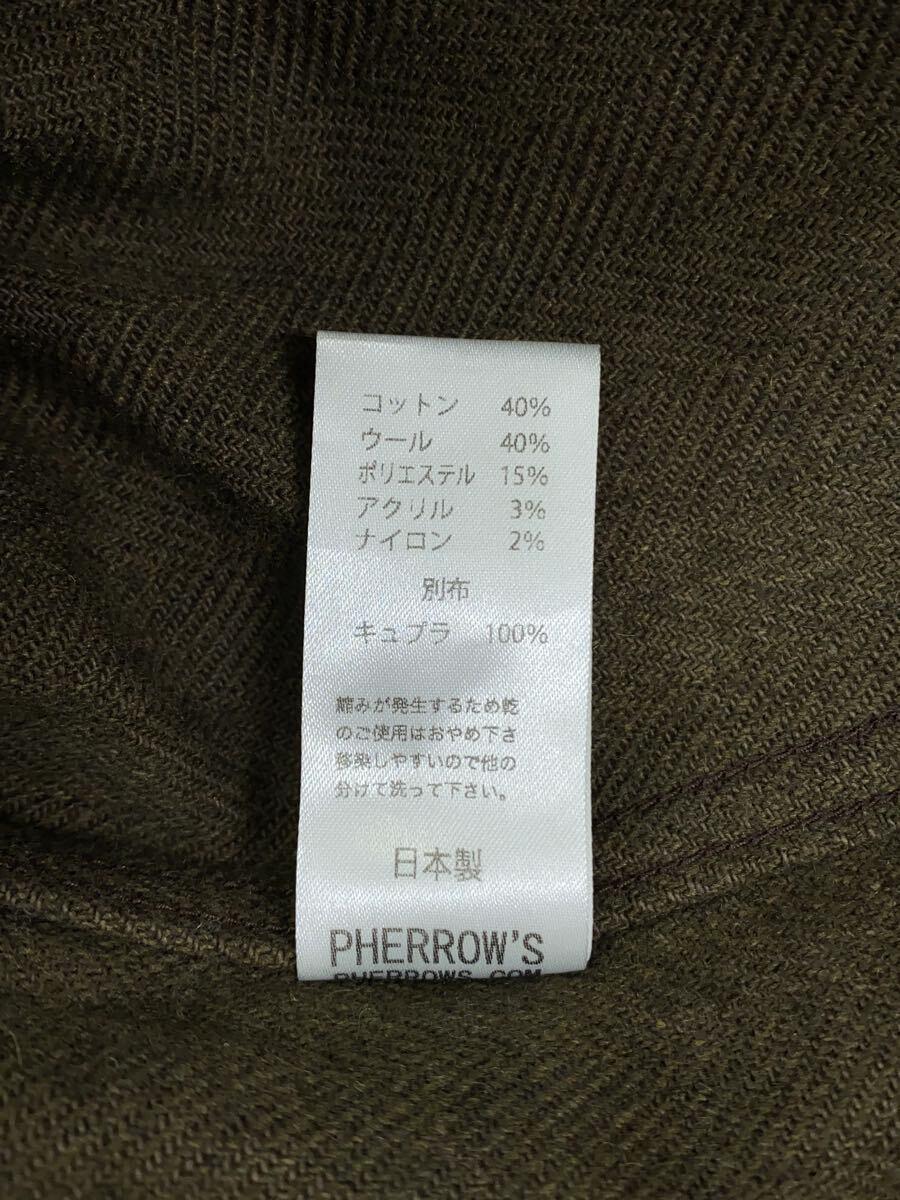 コットン 40%
ウール 40%
ポリエステル 15%
アクリル 3%
ナイロン 2%
別布
キュプラ 100%
縮みが発生するため乾
のご使用はおやめ下さ
移染しやすいので他の
分けて洗って下さい。
日本製
PHERROW'S
PHERROWS.COM